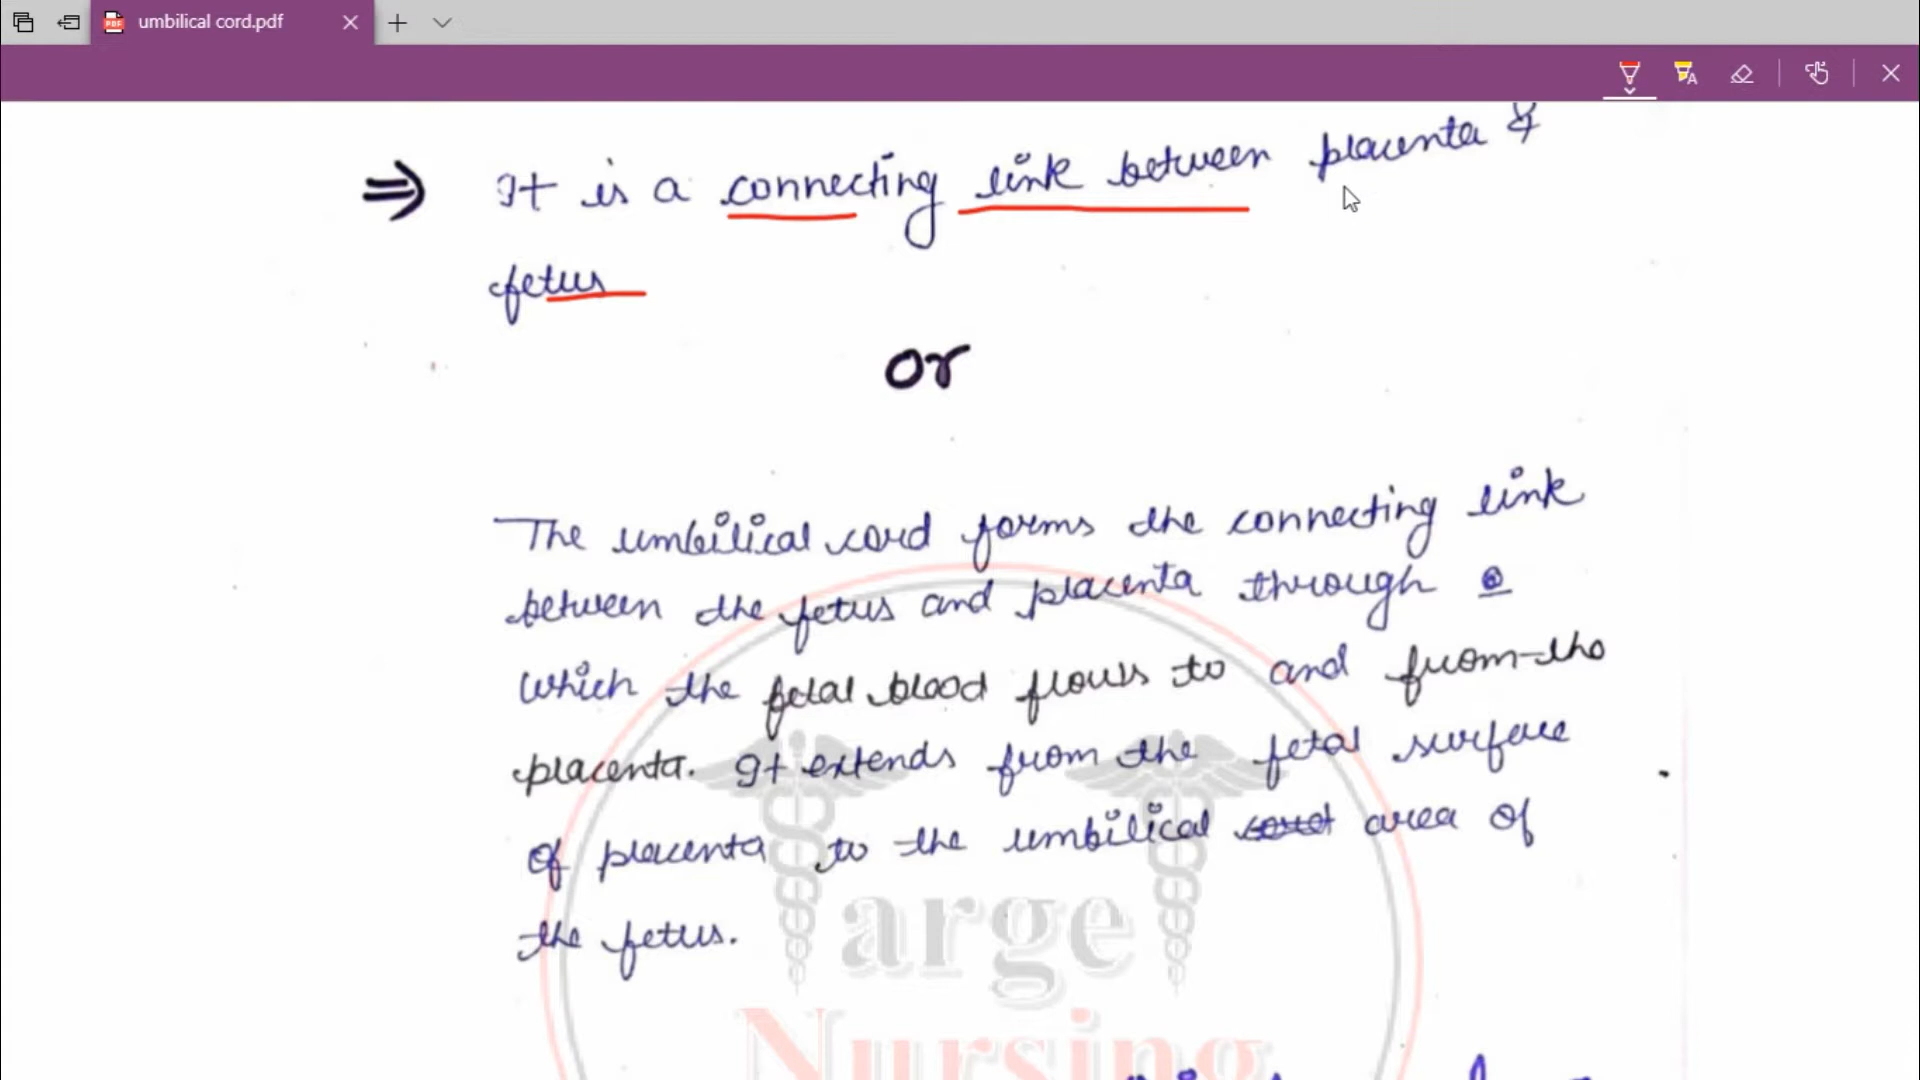 umbilical cord.pdf
⇒ It is a connecting link between placenta &
fetus
or
The umbilical cord forms the connecting link
between the fetus and placenta through
which the fetal blood flows to and from the
placenta. It extends from the fetal surface
of placenta to the umbilical cord area of
the fetus.
arge
Nursing